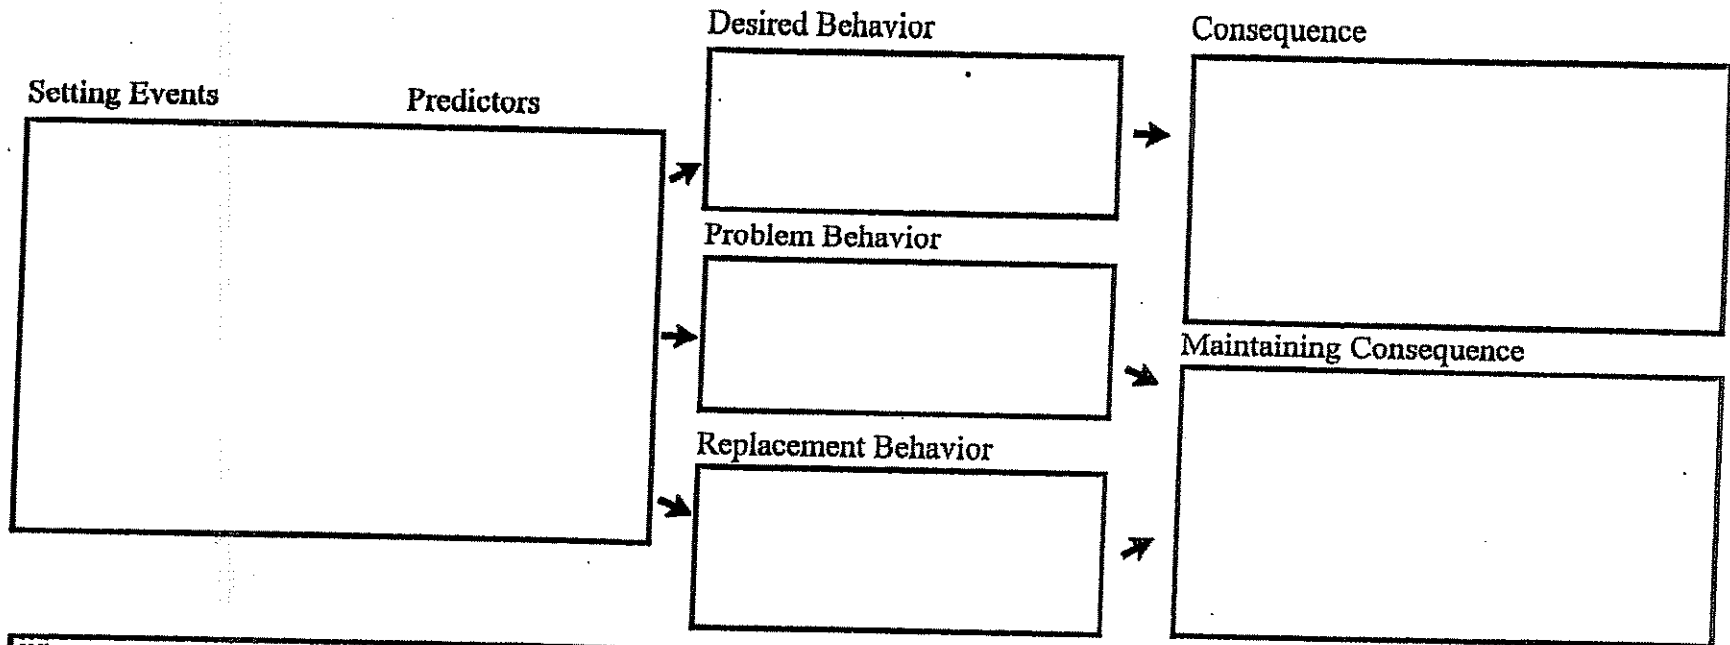 Desired Behavior
Consequence
Setting Events
Predictors
Problem Behavior
Maintaining Consequence
Replacement Behavior